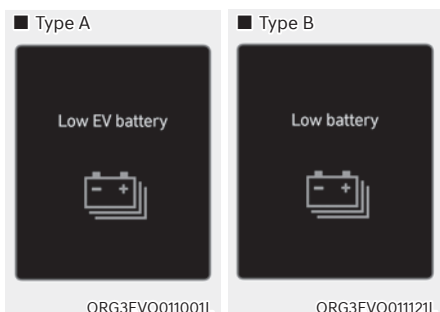 ■ Type A
Low EV battery
ORG3EVQ011001L
■ Type B
Low battery
ORG3EVQ011121L